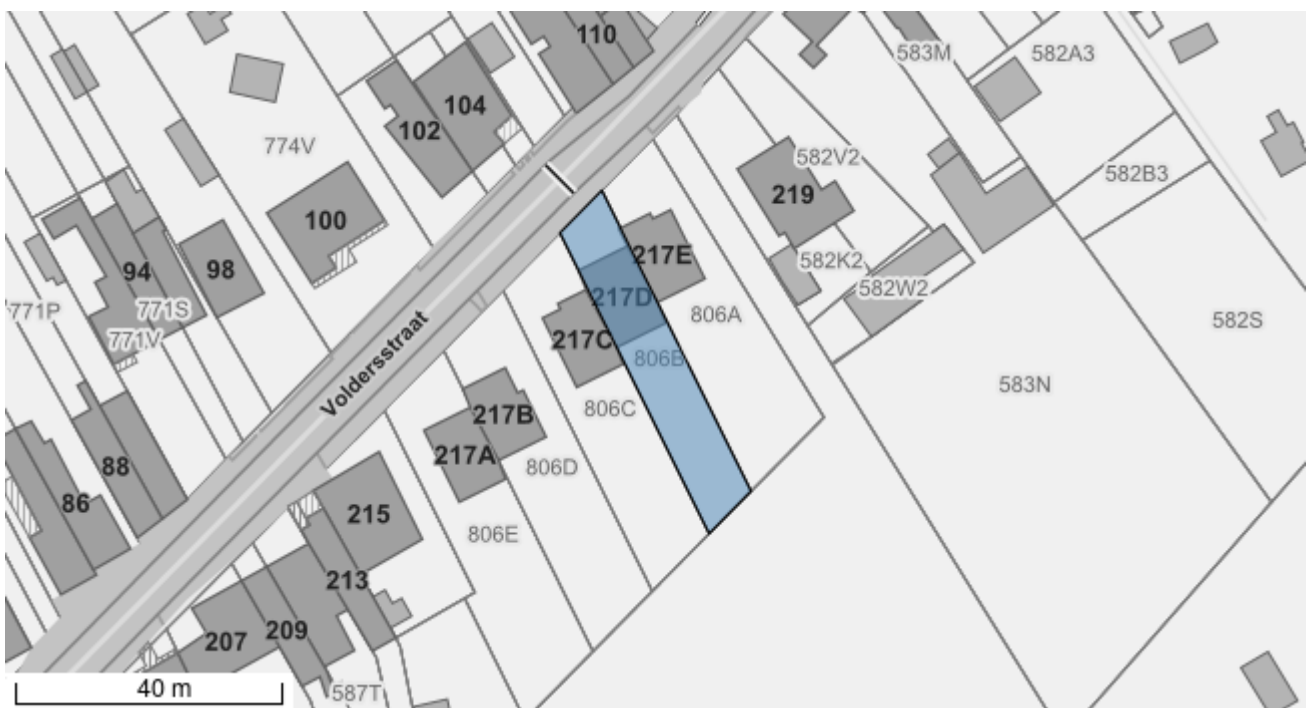 110
583M
582A3
104
102
774V
582V2
582B3
219
100
94
98
217E
582K2
582W2
771P
771S
771V
217D
806A
582S
217C
806B
Voldersstraat
583N
806C
217B
88
217A
806D
86
215
806E
213
207
209
587T
40 m